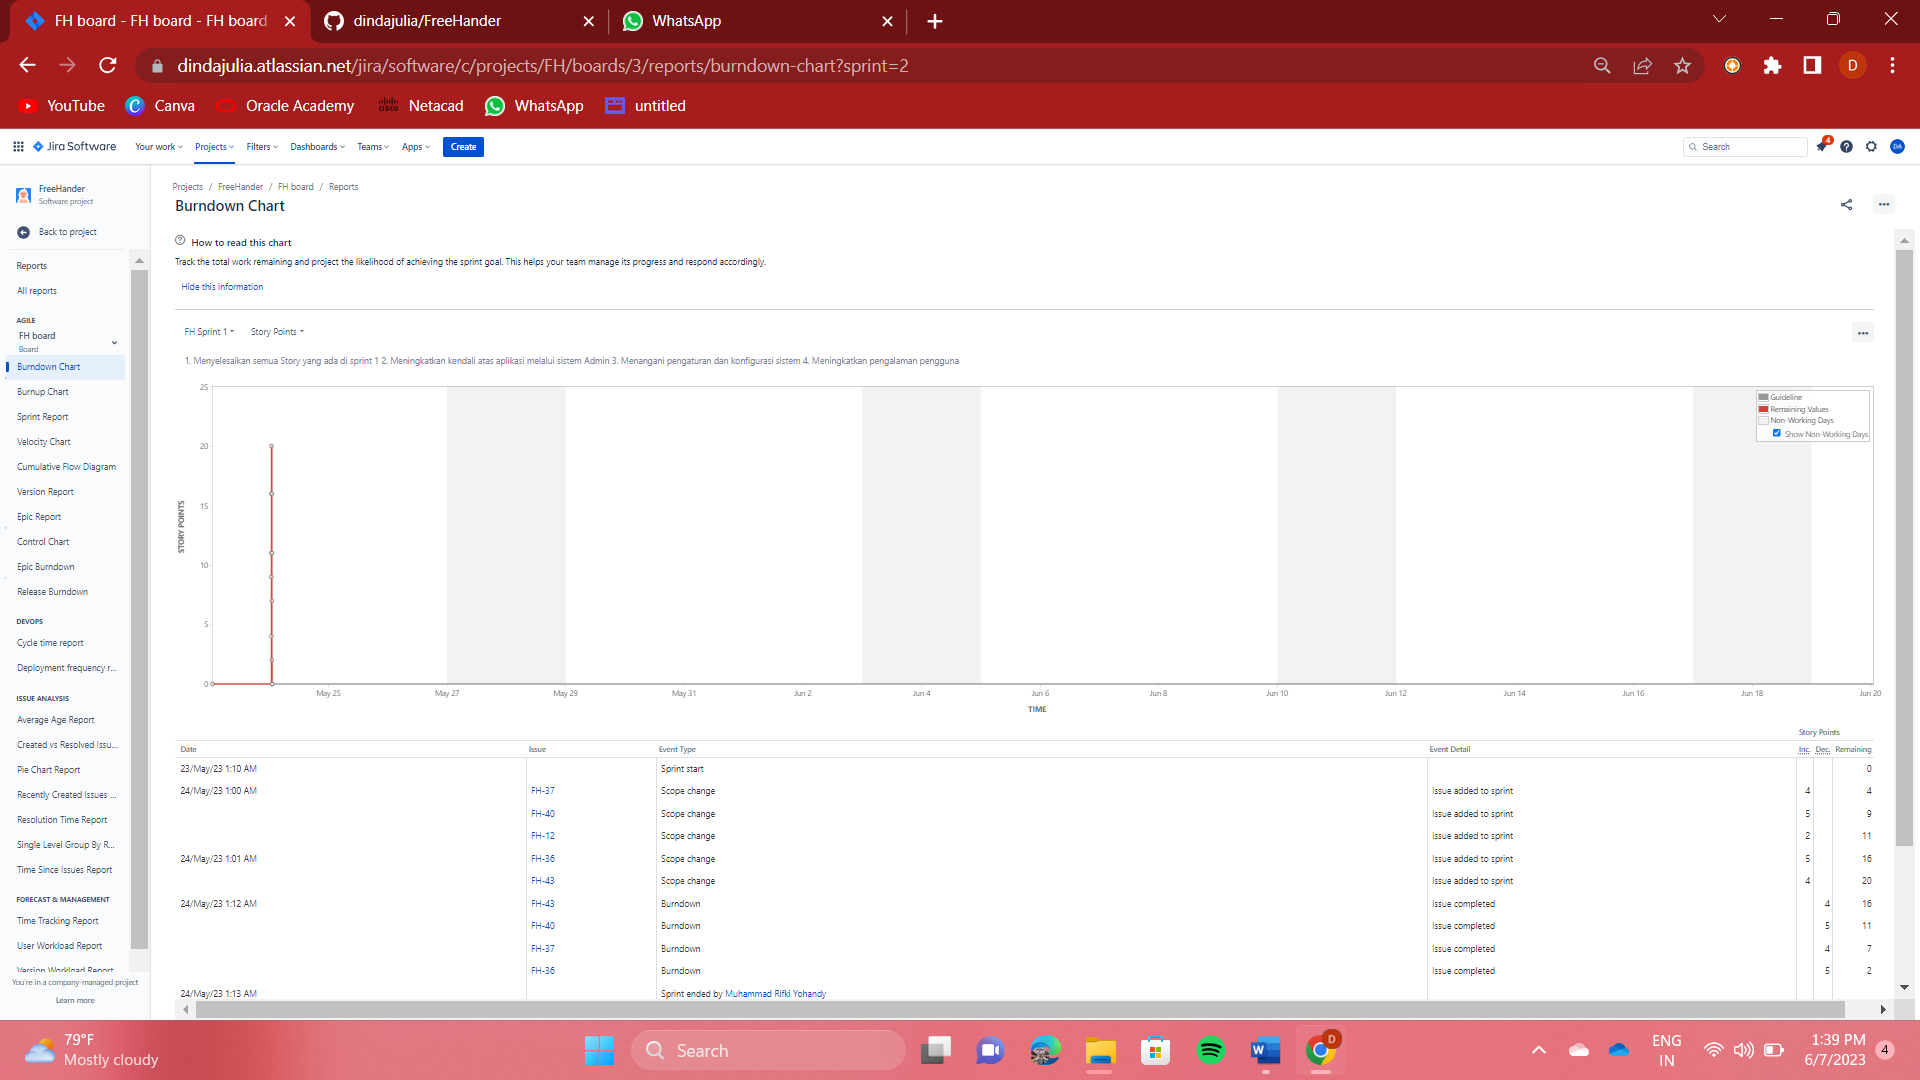 FH board - FH board - FH board
dindajulia/FreeHander
WhatsApp
dindajulia.atlassian.net/jira/software/c/projects/FH/boards/3/reports/burndown-chart?sprint=2
D
YouTube
Canva
Oracle Academy
Netacad
WhatsApp
untitled
Jira Software
Your work
Projects
Filters
Dashboards
Teams
Apps
Create
Search
4
DA
FreeHander
Software project
Back to project
Reports
All reports
AGILE
FH board
Board
Burndown Chart
Burnup Chart
Sprint Report
Velocity Chart
Cumulative Flow Diagram
Version Report
Epic Report
Control Chart
Epic Burndown
Release Burndown
DEVOPS
Cycle time report
Deployment frequency r...
ISSUE ANALYSIS
Average Age Report
Created vs Resolved Issu...
Pie Chart Report
Recently Created Issues ...
Resolution Time Report
Single Level Group By R...
Time Since Issues Report
FORECAST & MANAGEMENT
Time Tracking Report
User Workload Report
Version Workload Report
You're in a company-managed project
Learn more
Projects / FreeHander / FH board / Reports
Burndown Chart
How to read this chart
Track the total work remaining and project the likelihood of achieving the sprint goal. This helps your team manage its progress and respond accordingly.
Hide this information
FH Sprint 1
Story Points
1. Menyelesaikan semua Story yang ada di sprint 1 2. Meningkatkan kendali atas aplikasi melalui sistem Admin 3. Menangani pengaturan dan konfigurasi sistem 4. Meningkatkan pengalaman pengguna
STORY POINTS
25
20
15
10
5
0
Guideline
Remaining Values
Non-Working Days
Show Non-Working Days
May 25 May 27 May 29 May 31 Jun 2 Jun 4 Jun 6 Jun 8 Jun 10 Jun 12 Jun 14 Jun 16 Jun 18 Jun 20
TIME
Story Points
Date Issue Event Type Event Detail Inc. Dec. Remaining
23/May/23 1:10 AM Sprint start 0
24/May/23 1:00 AM FH-37 Scope change Issue added to sprint 4 4
FH-40 Scope change Issue added to sprint 5 9
FH-12 Scope change Issue added to sprint 2 11
24/May/23 1:01 AM FH-36 Scope change Issue added to sprint 5 16
FH-43 Scope change Issue added to sprint 4 20
24/May/23 1:12 AM FH-43 Burndown Issue completed 4 16
FH-40 Burndown Issue completed 5 11
FH-37 Burndown Issue completed 4 7
FH-36 Burndown Issue completed 5 2
24/May/23 1:13 AM Sprint ended by Muhammad Rifki Yohandy
79°F
Mostly cloudy
Search
D
ENG
IN
1:39 PM
6/7/2023
4